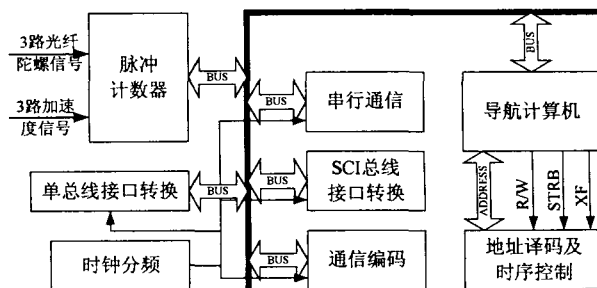 3路光纤
陀螺信号
脉冲
计数器
BUS
3路加速
度信号
BUS
串行通信
BUS
导航计算机
单总线接口转换
BUS
BUS
SCI总线
接口转换
ADDRESS
R/W
STRB
XF
时钟分频
BUS
通信编码
地址译码及
时序控制